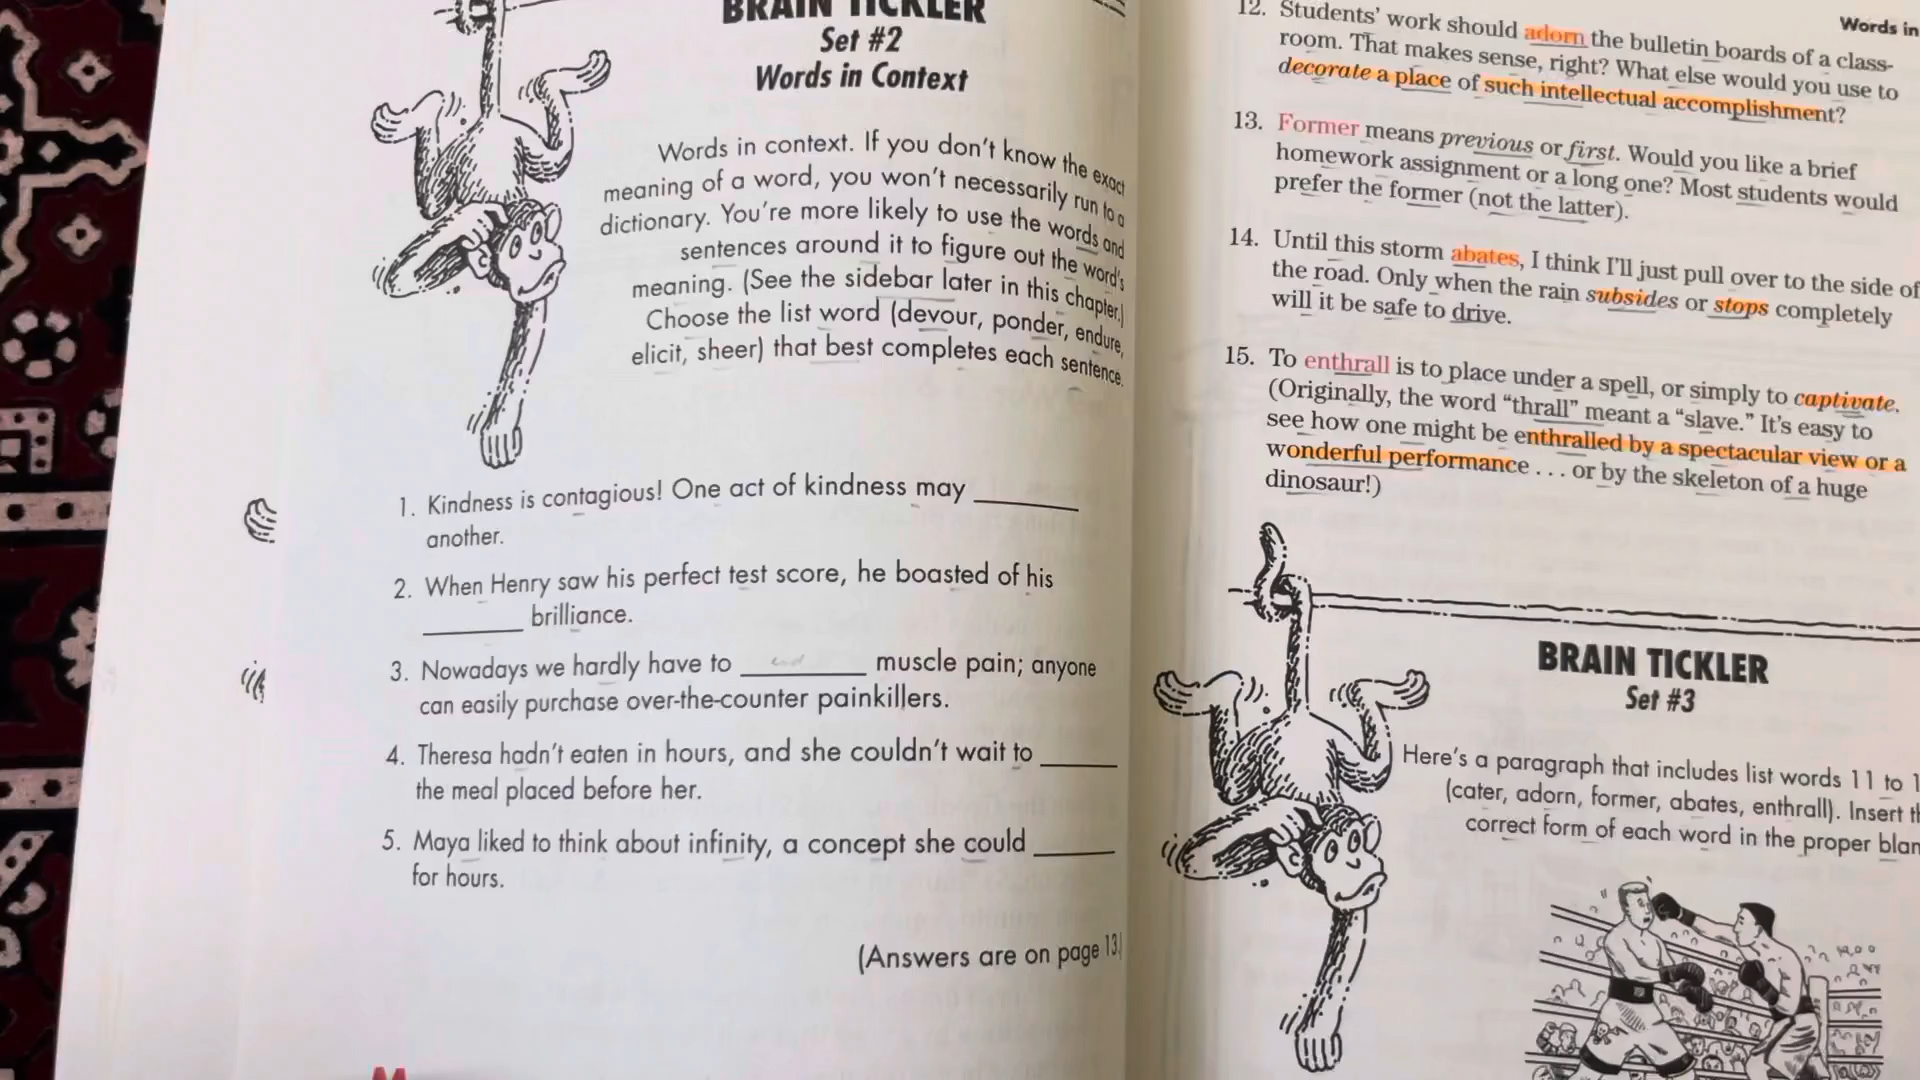 BRAIN TICKLER
Set #2
Words in Context
Words in context. If you don't know the exact
meaning of a word, you won't necessarily run to a
dictionary. You're more likely to use the words and
sentences around it to figure out the word's
meaning. (See the sidebar later in this chapter.)
Choose the list word (devour, ponder, endure,
elicit, sheer) that best completes each sentence.
1. Kindness is contagious! One act of kindness may ________
another.
2. When Henry saw his perfect test score, he boasted of his
________ brilliance.
3. Nowadays we hardly have to ________ muscle pain; anyone
can easily purchase over-the-counter painkillers.
4. Theresa hadn't eaten in hours, and she couldn't wait to ________
the meal placed before her.
5. Maya liked to think about infinity, a concept she could ________
for hours.
(Answers are on page 13.)
Words in
12. Students' work should adorn the bulletin boards of a class-
room. That makes sense, right? What else would you use to
decorate a place of such intellectual accomplishment?
13. Former means previous or first. Would you like a brief
homework assignment or a long one? Most students would
prefer the former (not the latter).
14. Until this storm abates, I think I'll just pull over to the side of
the road. Only when the rain subsides or stops completely
will it be safe to drive.
15. To enthrall is to place under a spell, or simply to captivate.
(Originally, the word "thrall" meant a "slave." It's easy to
see how one might be enthralled by a spectacular view or a
wonderful performance . . . or by the skeleton of a huge
dinosaur!)
BRAIN TICKLER
Set #3
Here's a paragraph that includes list words 11 to
(cater, adorn, former, abates, enthrall). Insert
correct form of each word in the proper